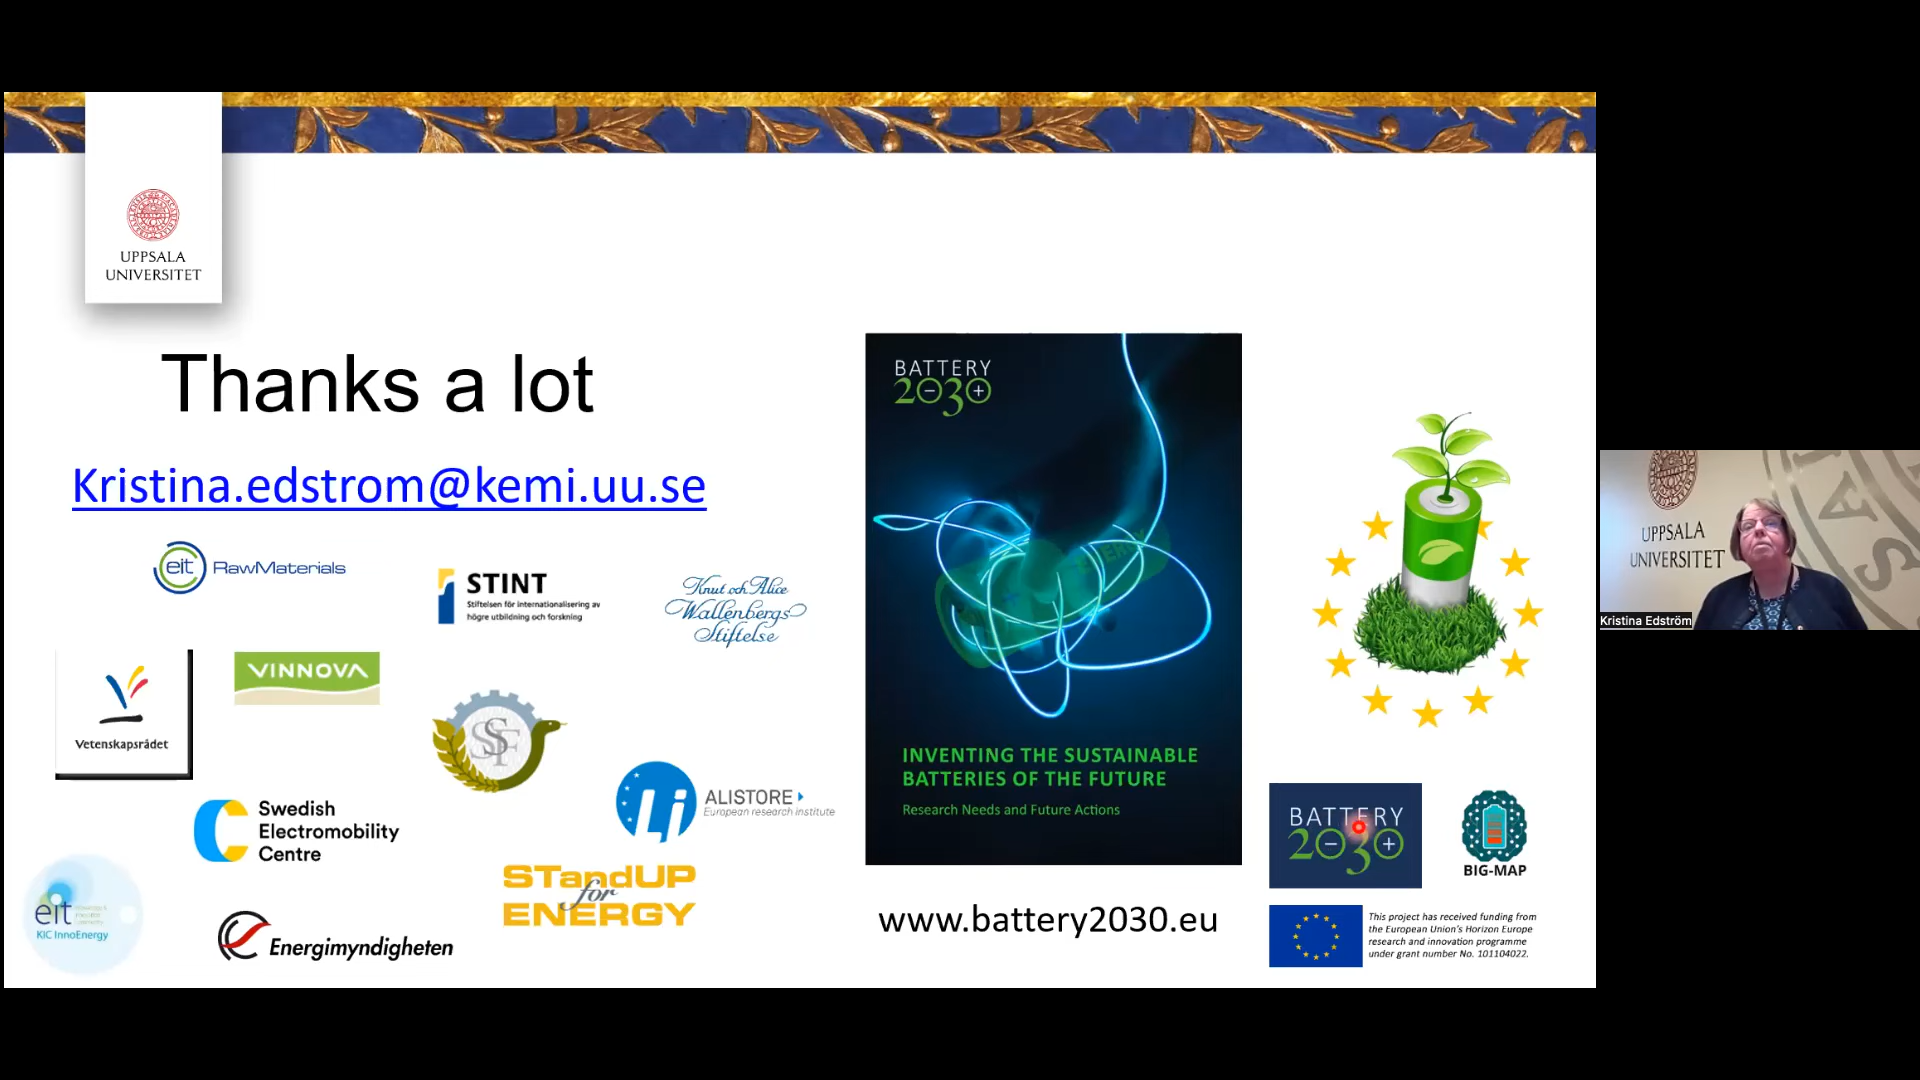 UPPSALA
UNIVERSITET
Thanks a lot
Kristina.edstrom@kemi.uu.se
eit RawMaterials
STINT
Stiftelsen för internationalisering av
högre utbildning och forskning
Knut och Alice
Wallenbergs
Stiftelse
Vetenskapsrådet
VINNOVA
SSF
Swedish
Electromobility
Centre
Li ALISTORE
European research institute
eit
KIC InnoEnergy
STandUP
for
ENERGY
Energimyndigheten
BATTERY
2030
INVENTING THE SUSTAINABLE
BATTERIES OF THE FUTURE
Research Needs and Future Actions
www.battery2030.eu
BATTERY
2030
BIG-MAP
This project has received funding from
the European Union's Horizon Europe
research and innovation programme
under grant number No. 101104022.
UPPSALA
UNIVERSITET
Kristina Edström